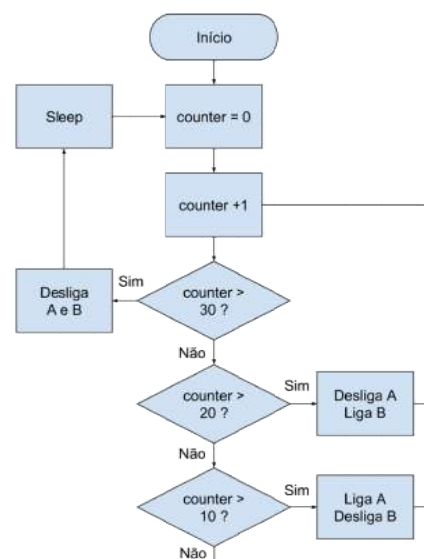 Início
Sleep
counter = 0
counter +1
Sim
Desliga
A e B
counter >
30 ?
Não
Sim
counter >
20 ?
Desliga A
Liga B
Não
Sim
counter >
10 ?
Liga A
Desliga B
Não